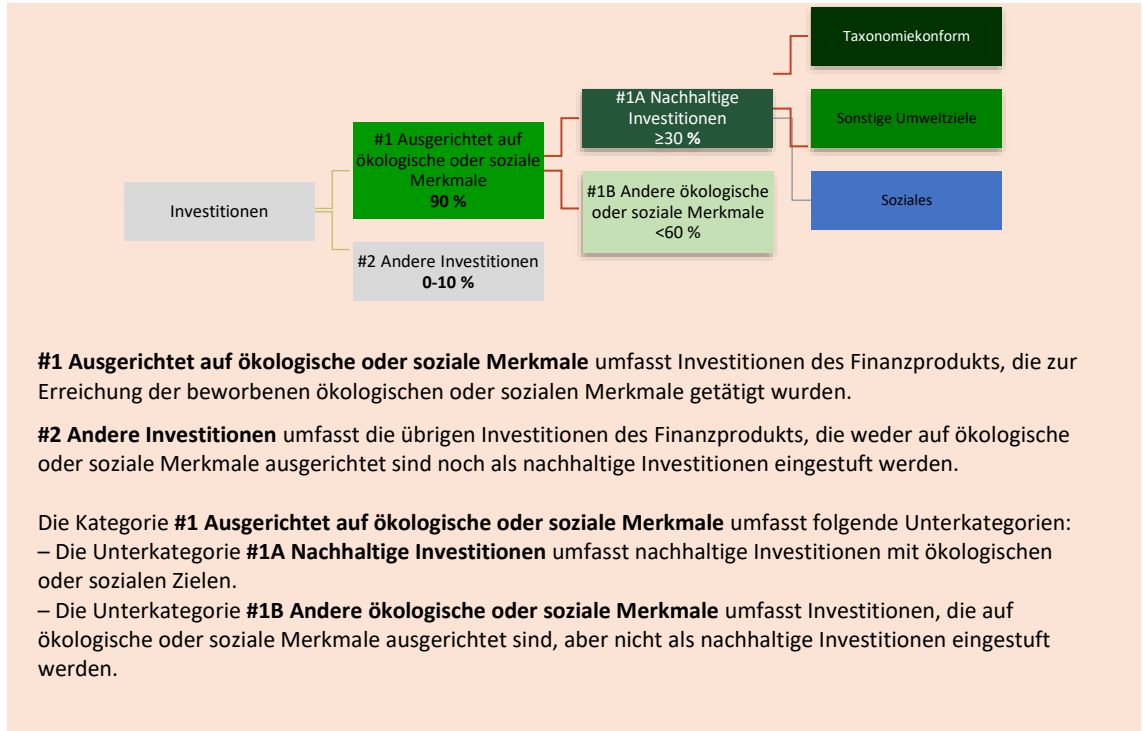 Taxonomiekonform
#1A Nachhaltige
Investitionen
≥30 %
Sonstige Umweltziele
#1 Ausgerichtet auf
ökologische oder soziale
Merkmale
90 %
#1B Andere ökologische
oder soziale Merkmale
<60 %
Soziales
Investitionen
#2 Andere Investitionen
0-10 %
#1 Ausgerichtet auf ökologische oder soziale Merkmale umfasst Investitionen des Finanzprodukts, die zur
Erreichung der beworbenen ökologischen oder sozialen Merkmale getätigt wurden.
#2 Andere Investitionen umfasst die übrigen Investitionen des Finanzprodukts, die weder auf ökologische
oder soziale Merkmale ausgerichtet sind noch als nachhaltige Investitionen eingestuft werden.
Die Kategorie #1 Ausgerichtet auf ökologische oder soziale Merkmale umfasst folgende Unterkategorien:
– Die Unterkategorie #1A Nachhaltige Investitionen umfasst nachhaltige Investitionen mit ökologischen
oder sozialen Zielen.
– Die Unterkategorie #1B Andere ökologische oder soziale Merkmale umfasst Investitionen, die auf
ökologische oder soziale Merkmale ausgerichtet sind, aber nicht als nachhaltige Investitionen eingestuft
werden.